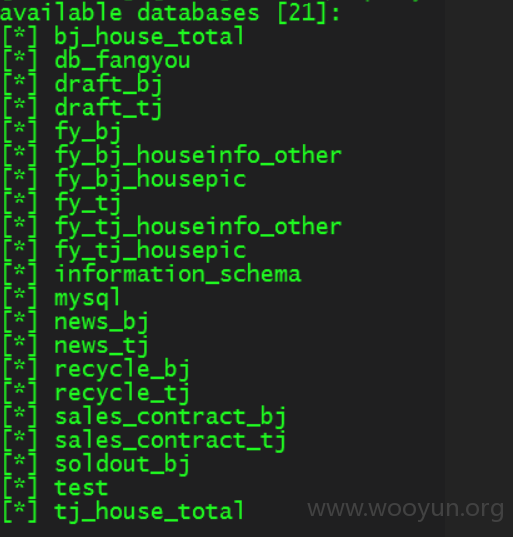 available databases [21]:
[*] bj_house_total
[*] db_fangyou
[*] draft_bj
[*] draft_tj
[*] fy_bj
[*] fy_bj_houseinfo_other
[*] fy_bj_housepic
[*] fy_tj
[*] fy_tj_houseinfo_other
[*] fy_tj_housepic
[*] information_schema
[*] mysql
[*] news_bj
[*] news_tj
[*] recycle_bj
[*] recycle_tj
[*] sales_contract_bj
[*] sales_contract_tj
[*] soldout_bj
[*] test
[*] tj_house_total
www.wooyun.org